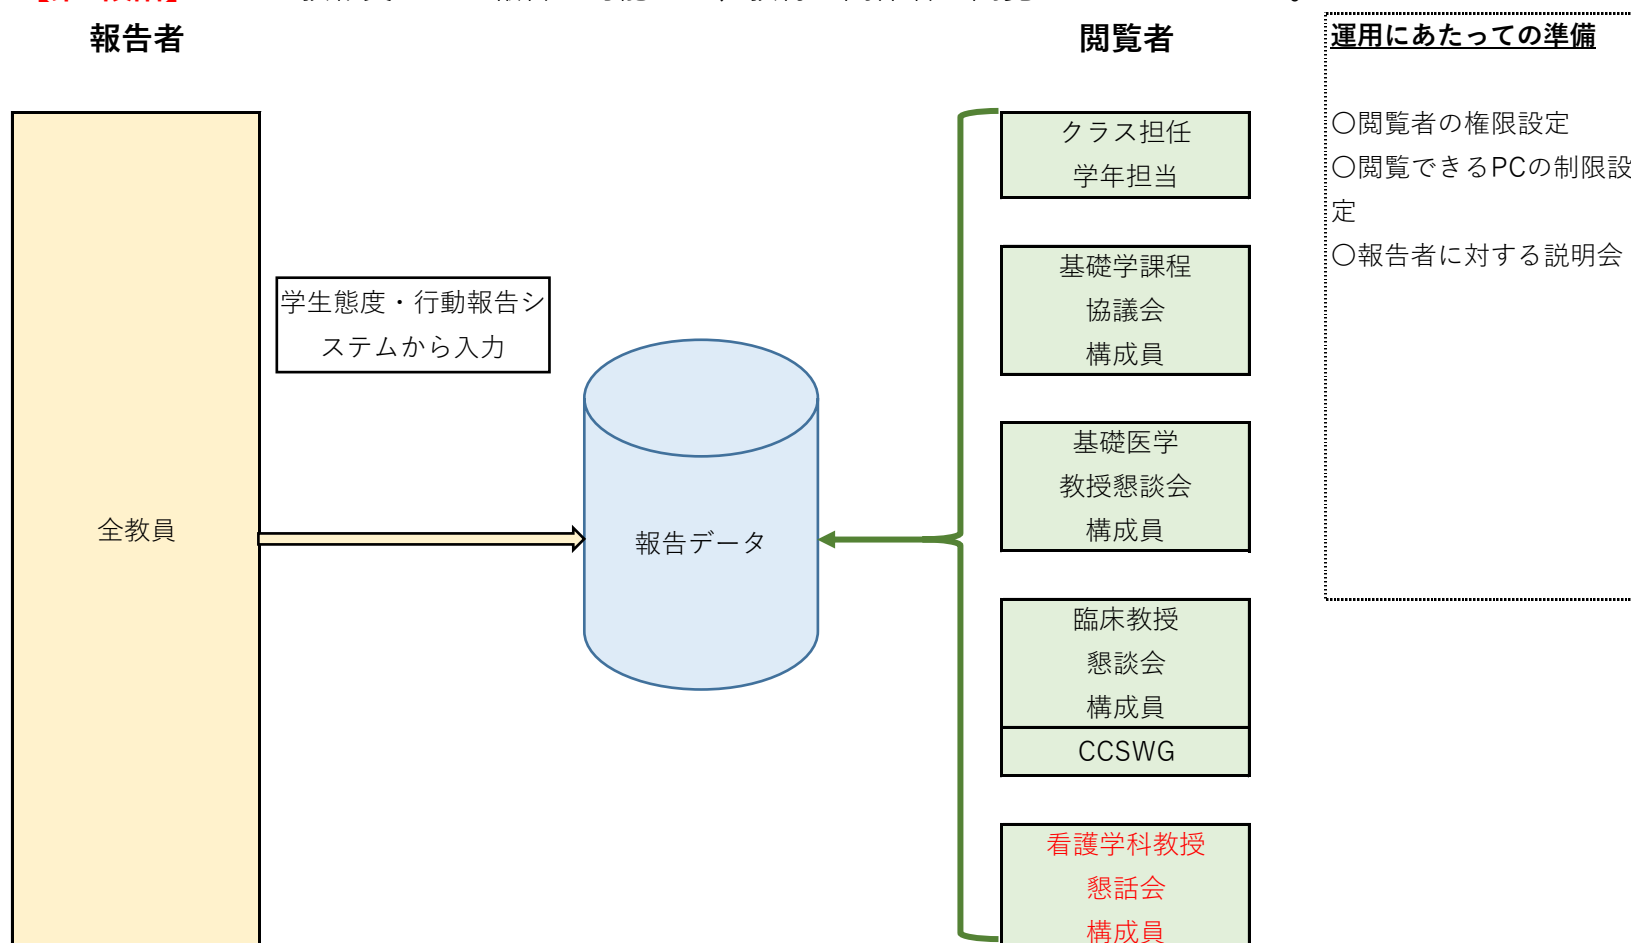 報告者
全教員
学生態度・行動報告シ
ステムから入力
報告データ
閲覧者
クラス担任
学年担当
基礎学課程
協議会
構成員
基礎医学
教授懇談会
構成員
臨床教授
懇談会
構成員
CCSWG
看護学科教授
懇話会
構成員
運用にあたっての準備
〇閲覧者の権限設定
〇閲覧できるPCの制限設
定
〇報告者に対する説明会